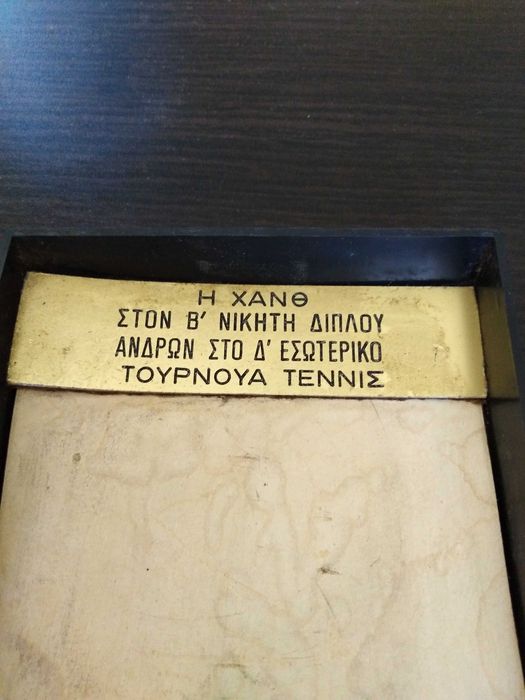 Η ΧΑΝΘ
ΣΤΟΝ Β' ΝΙΚΗΤΗ ΔΙΠΛΟΥ
ΑΝΔΡΩΝ ΣΤΟ Δ' ΕΣΩΤΕΡΙΚΟ
ΤΟΥΡΝΟΥΑ ΤΕΝΝΙΣ